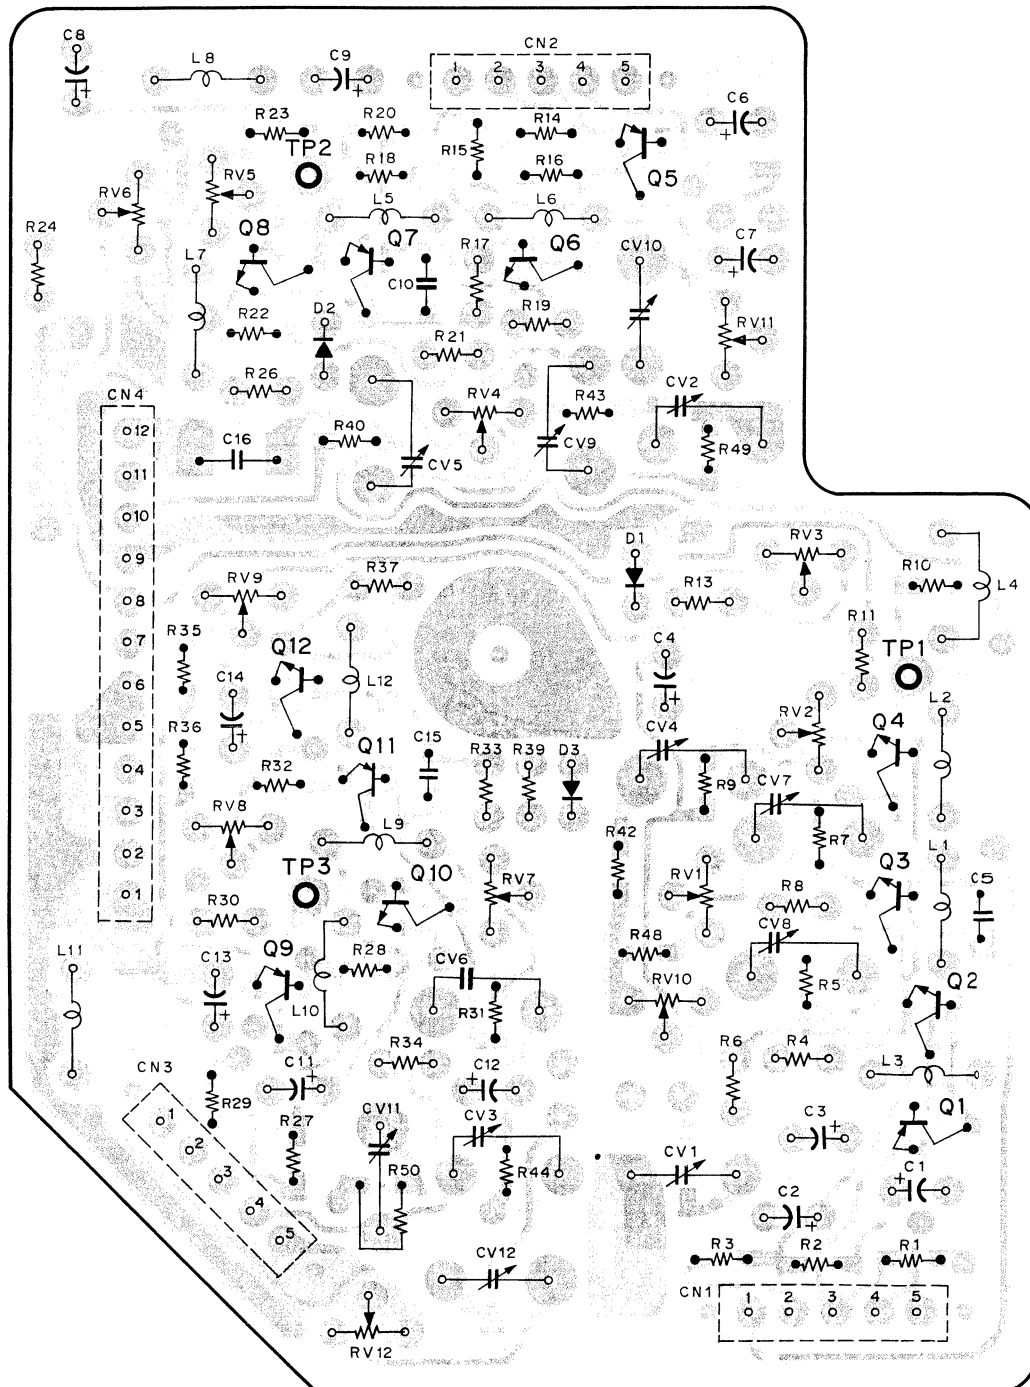 C8
L8
C9
CN2
1 2 3 4 5
R23
R20
R14
C6
TP2
R15
R18
R16
Q5
RV6
RV5
L5
L6
R24
Q8
Q7
R17
Q6
CV10
C7
L7
C10
D2
R22
R19
RV11
R21
R26
CN4
RV4
R43
CV2
12
R40
C16
CV5
CV9
R49
11
10
D1
RV3
9
R37
R10
L4
8
RV9
R13
7
R35
Q12
C4
R11
TP1
6
C14
L12
L2
5
R36
Q11
C15
RV2
Q4
CV4
4
R32
R33 R39 D3
R9
CV7
3
RV8
L9
R42
R7
L1
2
TP3
Q10
RV7
RV1
Q3
C5
1
R30
R8
L11
Q9
R28
R48
CV8
C13
CV6
RV10
R5
Q2
L10
R31
R34
R6
R4
L3
CN3
C11
C12
R29
R27
CV11
CV3
C3
Q1
1
2
3
4
5
R50
R44
CV1
C1
C2
CV12
R3
R2
R1
CN1
1 2 3 4 5
RV12